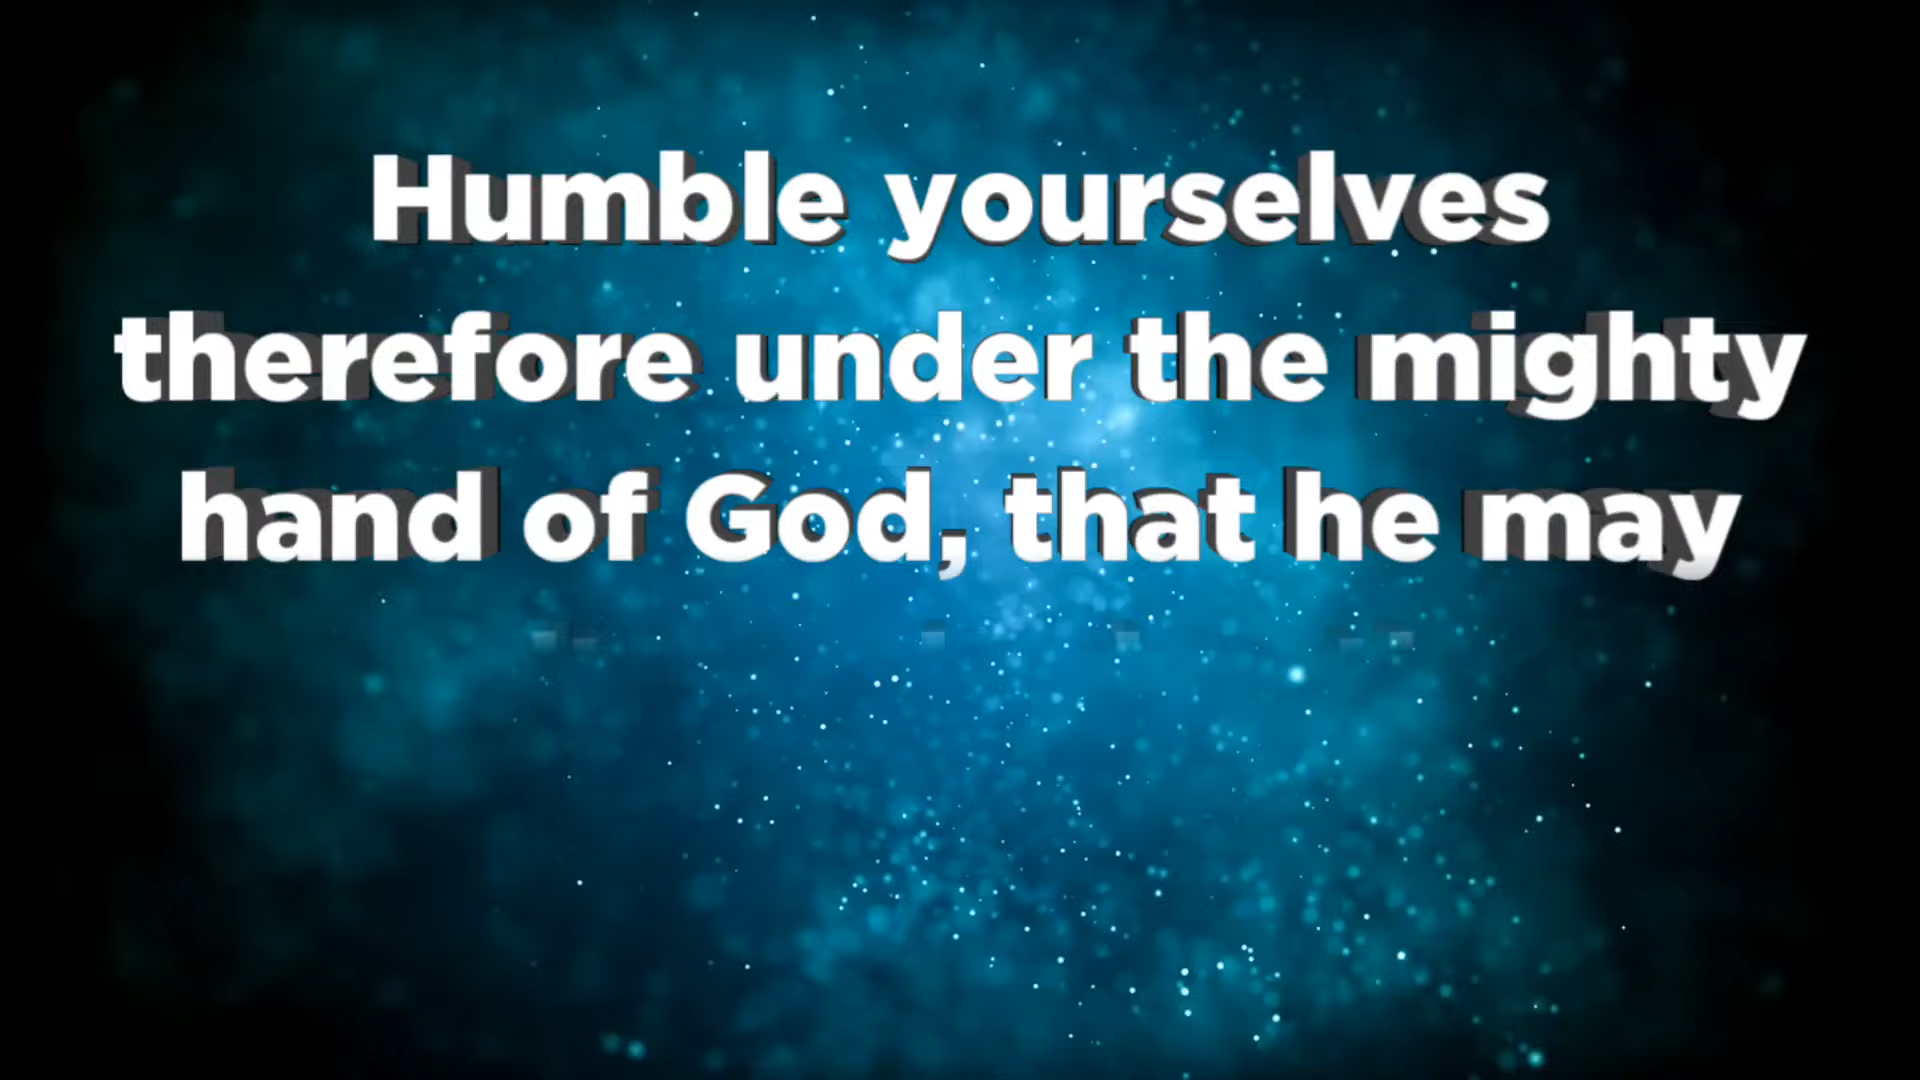 Humble yourselves
therefore under the mighty
hand of God, that he may